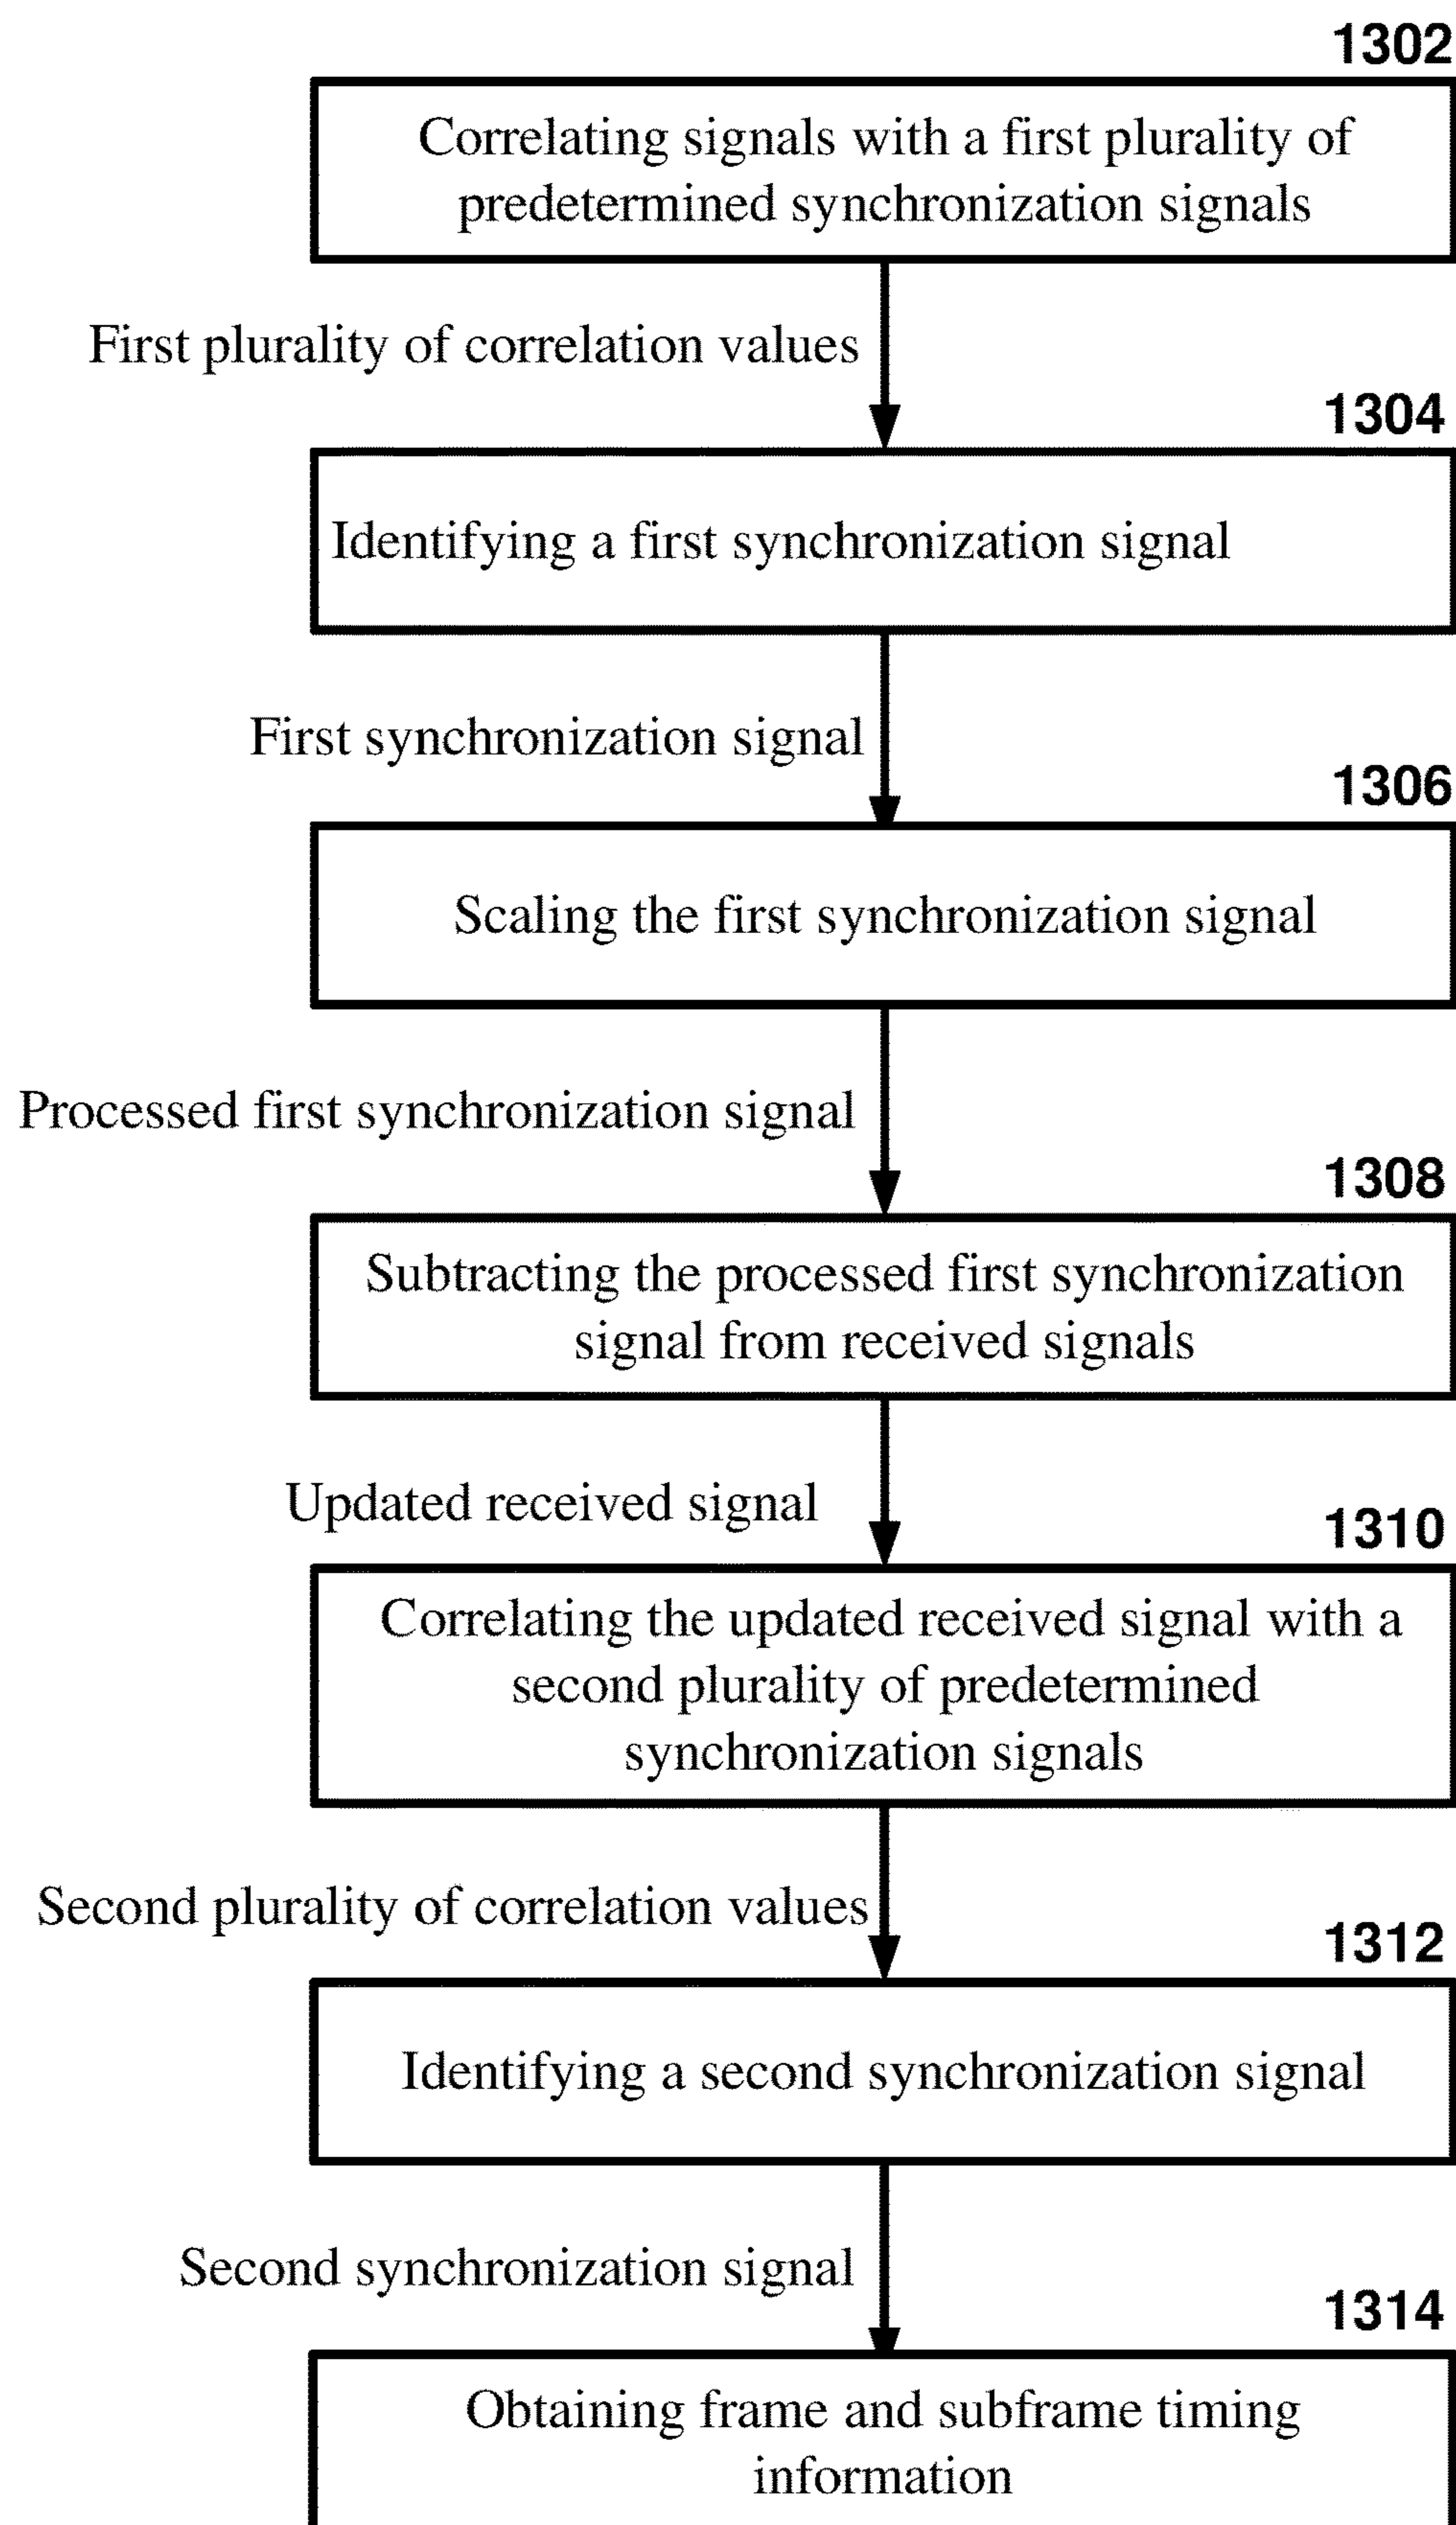 1302
Correlating signals with a first plurality of
predetermined synchronization signals
First plurality of correlation values
1304
Identifying a first synchronization signal
First synchronization signal
1306
Scaling the first synchronization signal
Processed first synchronization signal
1308
Subtracting the processed first synchronization
signal from received signals
Updated received signal
1310
Correlating the updated received signal with a
second plurality of predetermined
synchronization signals
Second plurality of correlation values
1312
Identifying a second synchronization signal
Second synchronization signal
1314
Obtaining frame and subframe timing
information